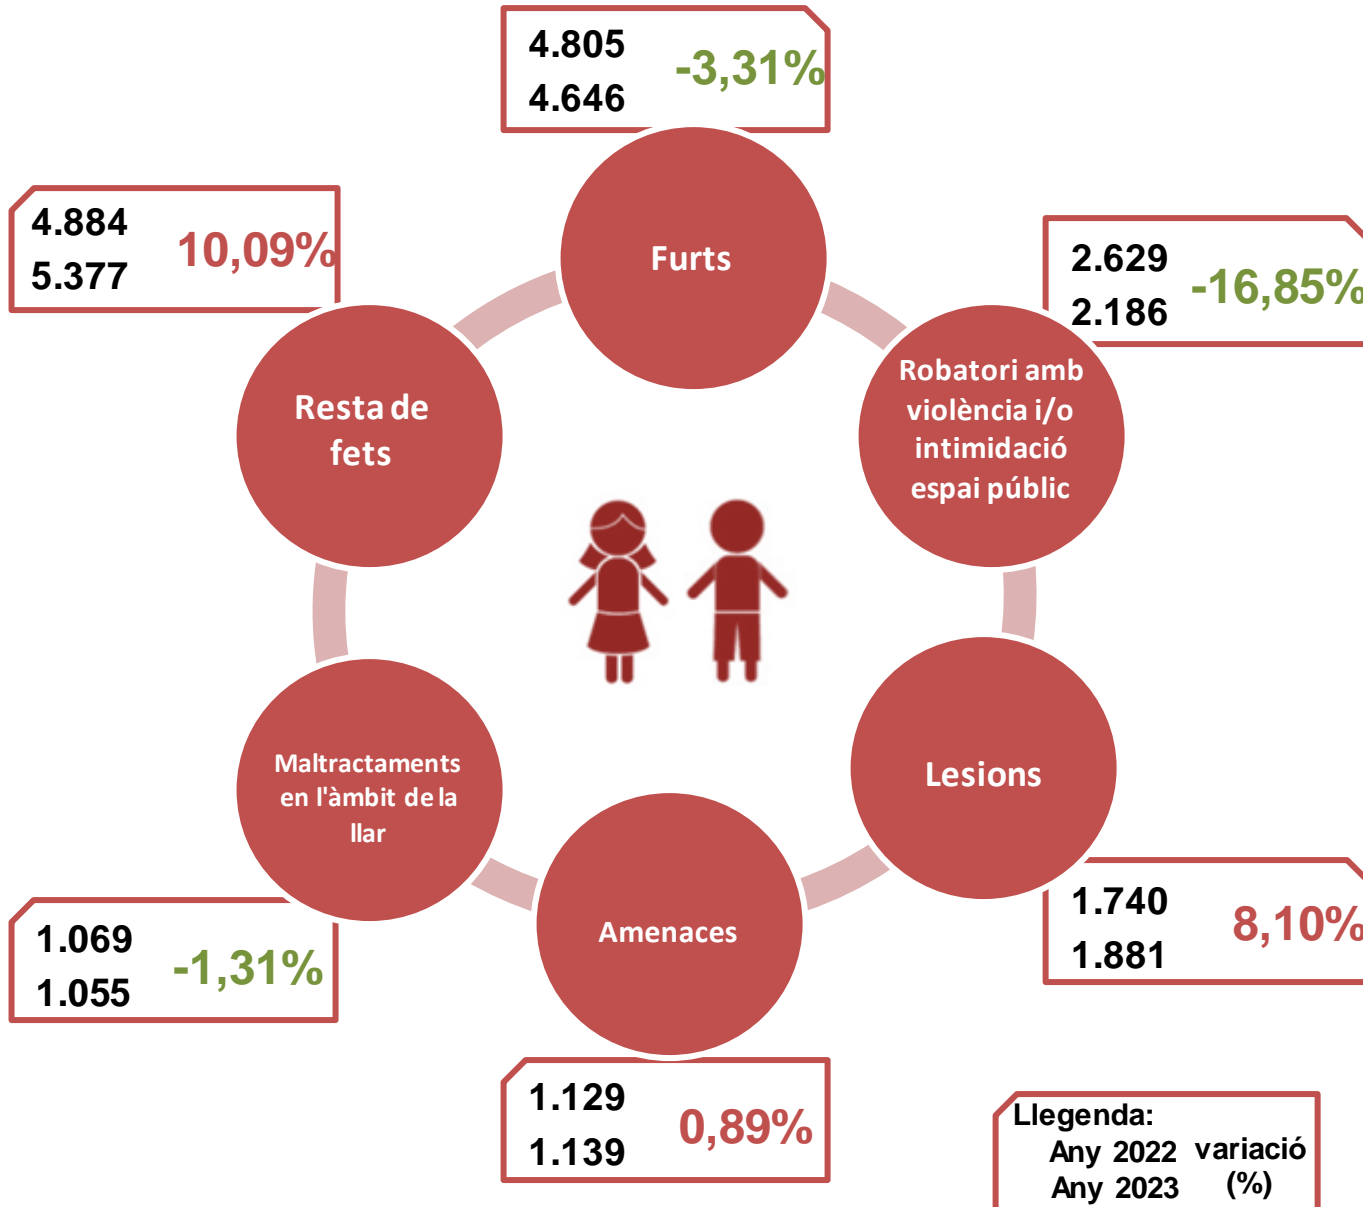 4.805
4.646
-3,31%
Furts
4.884
5.377
10,09%
Resta de
fets
2.629
2.186
-16,85%
Robatori amb
violència i/o
intimidació
espai públic
Lesions
1.740
1.881
8,10%
Maltractaments
en l'àmbit de la
llar
1.069
1.055
-1,31%
Amenaces
1.129
1.139
0,89%
Llegenda:
Any 2022 variació
Any 2023 (%)